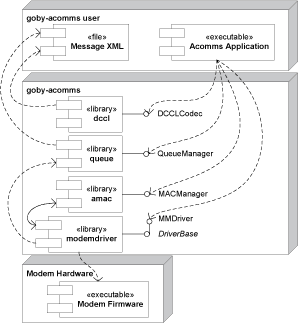 goby-acomms user
«file»
Message XML
«executable»
Acomms Application
goby-acomms
«library»
dccl
DCCLCodec
«library»
queue
QueueManager
«library»
amac
MACManager
«library»
modemdriver
MMDriver
DriverBase
Modem Hardware
«executable»
Modem Firmware